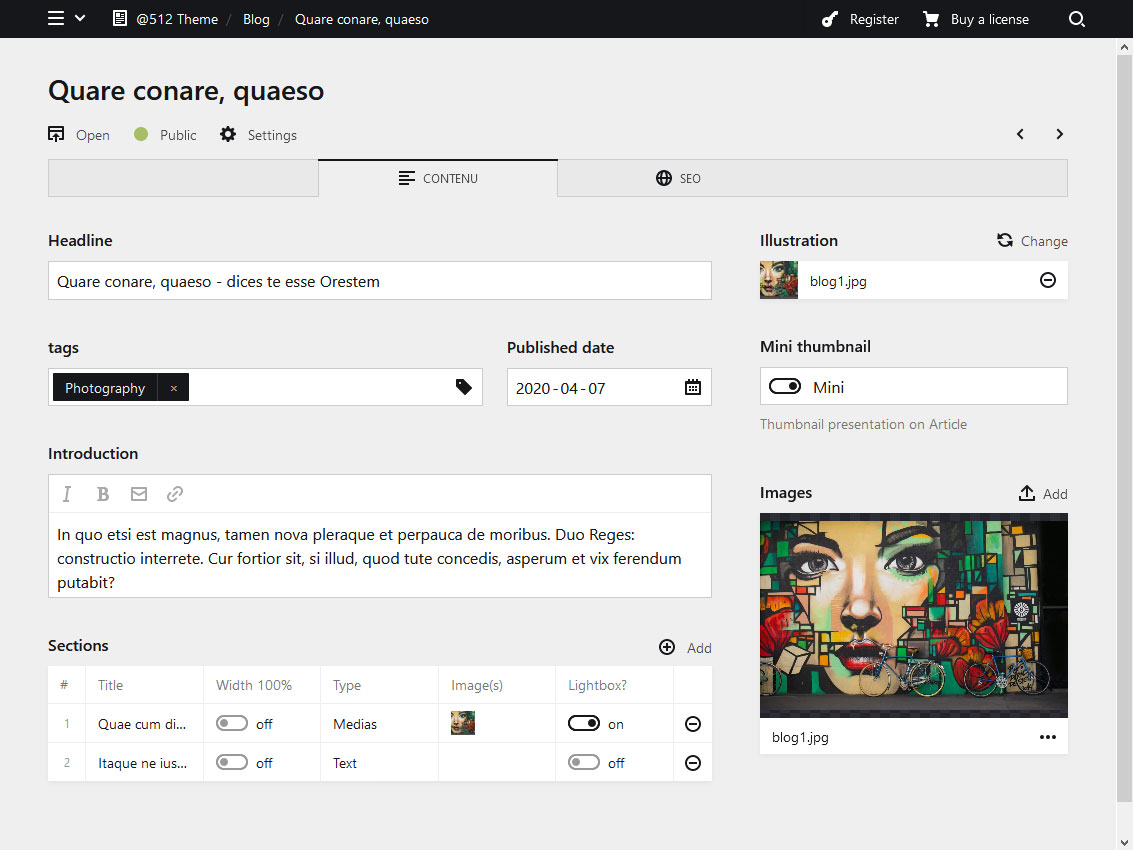 @512 Theme / Blog / Quare conare, quaeso
Register
Buy a license
Quare conare, quaeso
Open
Public
Settings
CONTENU
SEO
Headline
Quare conare, quaeso - dices te esse Orestem
Illustration
Change
blog1.jpg
tags
Photography ×
Published date
2020-04-07
Mini thumbnail
Mini
Thumbnail presentation on Article
Introduction
I B
In quo etsi est magnus, tamen nova pleraque et perpauca de moribus. Duo Reges:
constructio interrete. Cur fortior sit, si illud, quod tute concedis, asperum et vix ferendum
putabit?
Images
Add
blog1.jpg
Sections
Add
# Title Width 100% Type Image(s) Lightbox?
1 Quae cum di... off Medias on
2 Itaque ne ius... off Text off